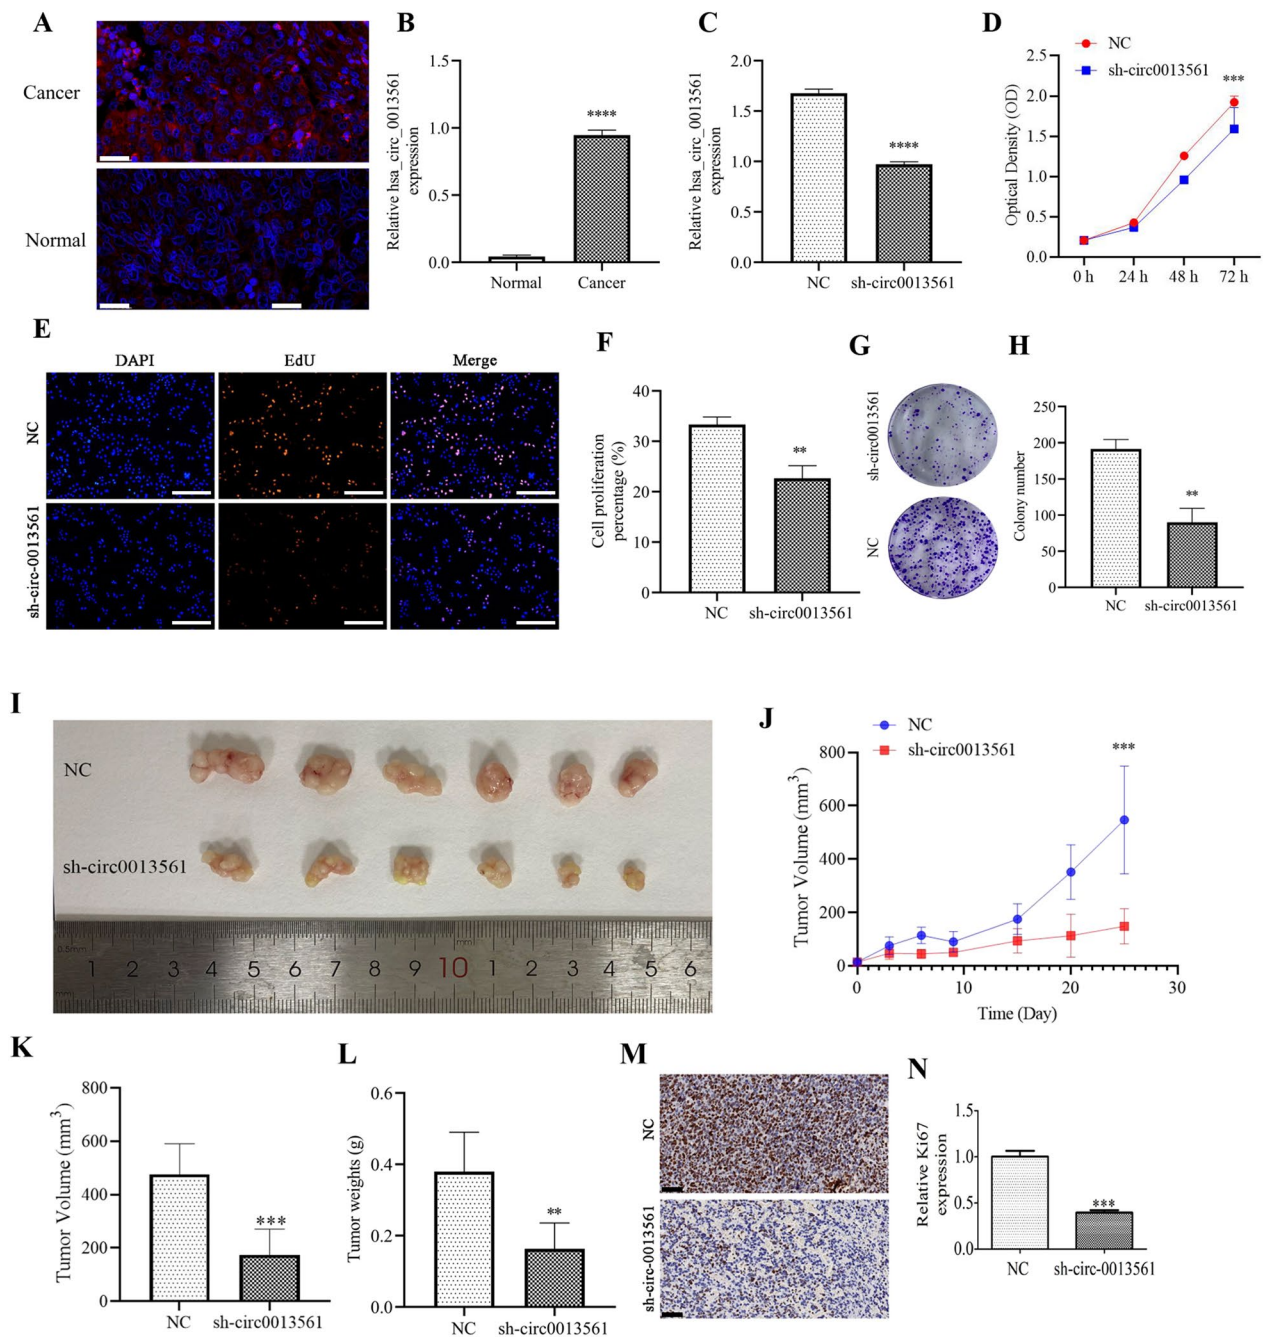 A
Cancer
Normal
B
Relative hsa_circ_0013561
expression
1.5
1.0
0.5
0.0
****
Normal
Cancer
C
Relative hsa_circ_0013561
expression
2.0
1.5
1.0
0.5
0.0
****
NC
sh-circ0013561
D
NC
sh-circ0013561
Optical Density (OD)
2.5
2.0
1.5
1.0
0.5
0.0
***
0 h
24 h
48 h
72 h
E
DAPI
EdU
Merge
NC
sh-circ-0013561
F
Cell proliferation
percentage (%)
40
30
20
10
0
**
NC
sh-circ0013561
G
sh-circ0013561
NC
H
Colony number
250
200
150
100
50
0
**
NC
sh-circ0013561
I
NC
sh-circ0013561
0.5mm
mm
1 2 3 4 5 6 7 8 9 10 1 2 3 4 5 6
J
NC
sh-circ0013561
Tumor Volume (mm3)
800
600
400
200
0
***
0
10
20
30
Time (Day)
K
Tumor Volume (mm3)
800
600
400
200
0
***
NC
sh-circ0013561
L
Tumor weights (g)
0.6
0.4
0.2
0.0
**
NC
sh-circ0013561
M
NC
sh-circ-0013561
N
Relative Ki67
expression
1.5
1.0
0.5
0.0
***
NC
sh-circ-0013561